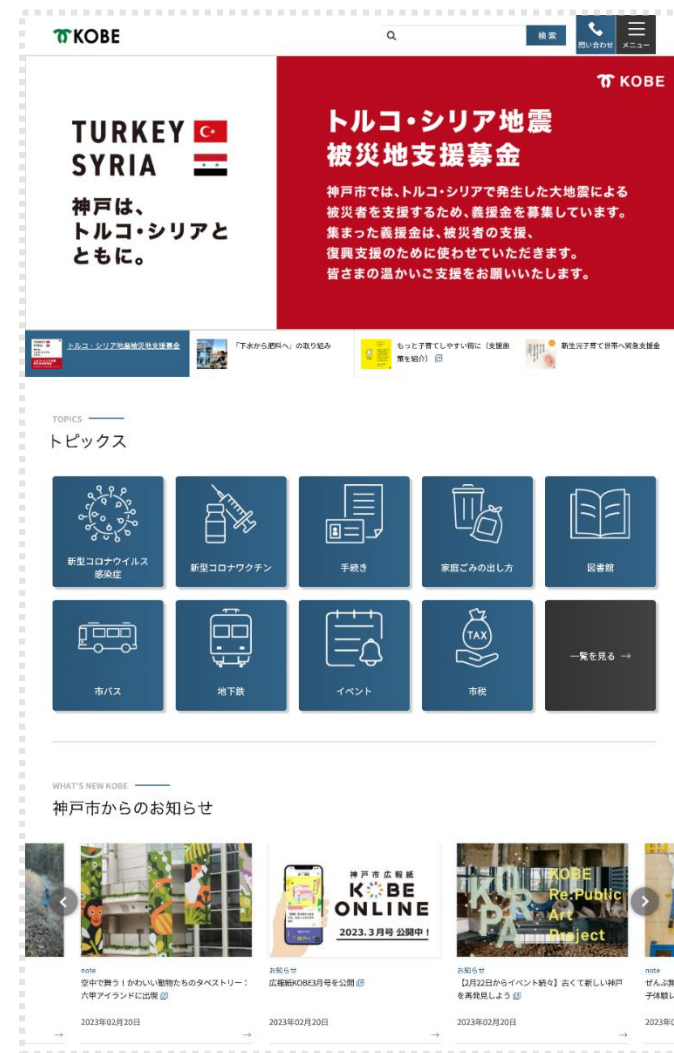 KOBE
検索
問い合わせ
メニュー
KOBE
TURKEY
SYRIA
神戸は、
トルコ・シリアと
ともに。
トルコ・シリア地震
被災地支援募金
神戸市では、トルコ・シリアで発生した大地震による
被災者を支援するため、義援金を募集しています。
集まった義援金は、被災者の支援、
復興支援のために使わせていただきます。
皆さまの温かいご支援をお願いいたします。
トルコ・シリア地震被災地支援募金
「下水から肥料へ」の取り組み
もっと子育てしやすい街に（支援施
策を紹介）
新生児子育て世帯へ緊急支援金
TOPICS
トピックス
新型コロナウイルス
感染症
新型コロナワクチン
手続き
家庭ごみの出し方
図書館
市バス
地下鉄
イベント
TAX
市税
一覧を見る →
WHAT'S NEW KOBE
神戸市からのお知らせ
神戸市広報紙
KOBE
ONLINE
2023.3月号 公開中！
KOBE
Re:Public
Art
Project
note
空中で舞う！かわいい動物たちのタペストリー：
六甲アイランドに出現
2023年02月20日
→
お知らせ
広報紙KOBE3月号を公開
2023年02月20日
→
お知らせ
【2月22日からイベント続々】古くて新しい神戸
を再発見しよう
2023年02月20日
→
note
ぜんぶ無
子体験レ
→